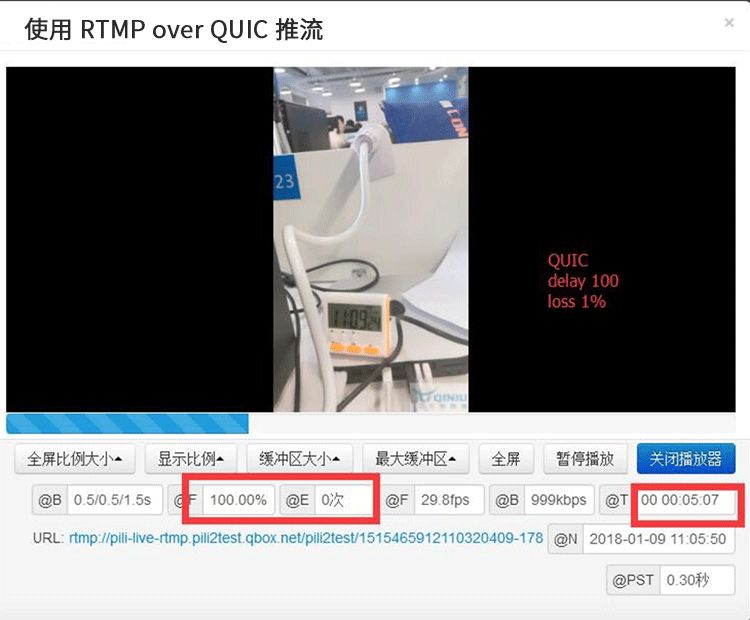 使用 RTMP over QUIC 推流
×
23
QUIC
delay 100
loss 1%
11:09 24
QINIU
全屏比例大小 显示比例 缓冲区大小 最大缓冲区 全屏 暂停播放 关闭播放器
@B 0.5/0.5/1.5s @F 100.00% @E 0次 @F 29.8fps @B 999kbps @T 00 00:05:07
URL: rtmp://pili-live-rtmp.pili2test.qbox.net/pili2test/1515465912110320409-178 @N 2018-01-09 11:05:50
@PST 0.30秒